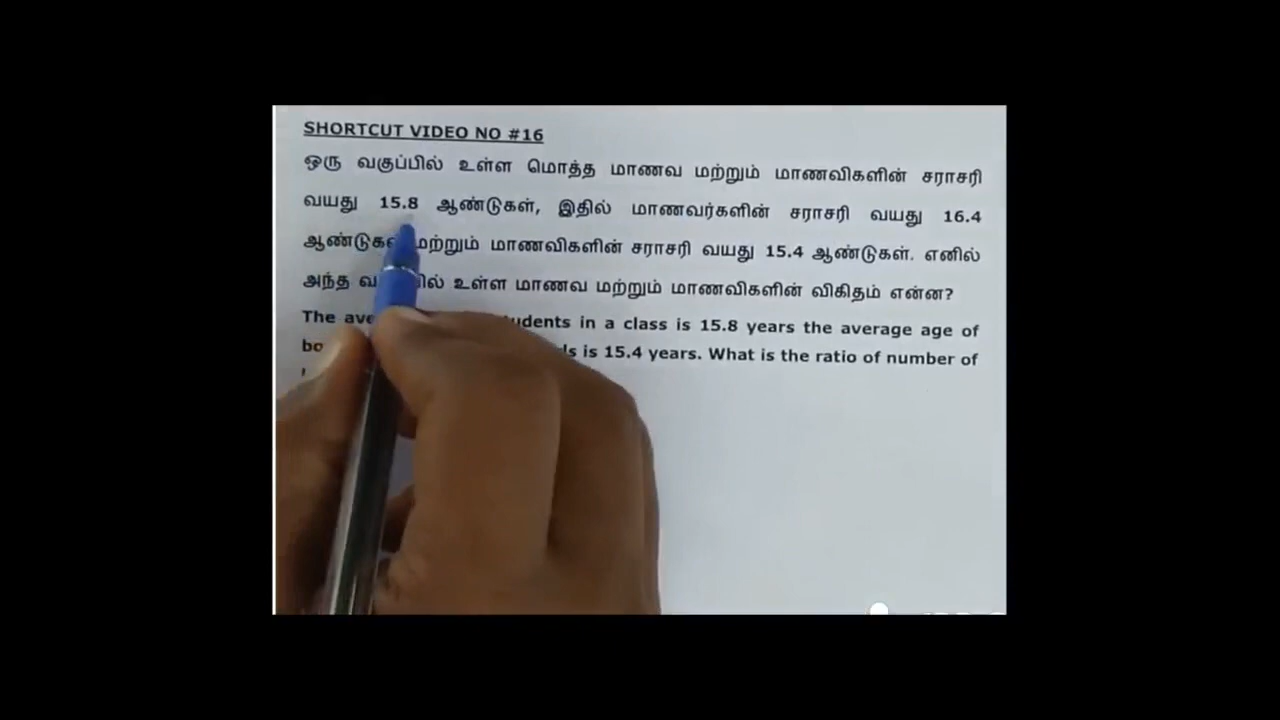 SHORTCUT VIDEO NO #16
ஒரு வகுப்பில் உள்ள மொத்த மாணவ மற்றும் மாணவிகளின் சராசரி
வயது 15.8 ஆண்டுகள், இதில் மாணவர்களின் சராசரி வயது 16.4
மற்றும் மாணவிகளின் சராசரி வயது 15.4 ஆண்டுகள். எனில்
அந்த உள்ள மாணவ மற்றும் மாணவிகளின் விகிதம் என்ன?
The in a class is 15.8 years the average age of
is 15.4 years. What is the ratio of number of